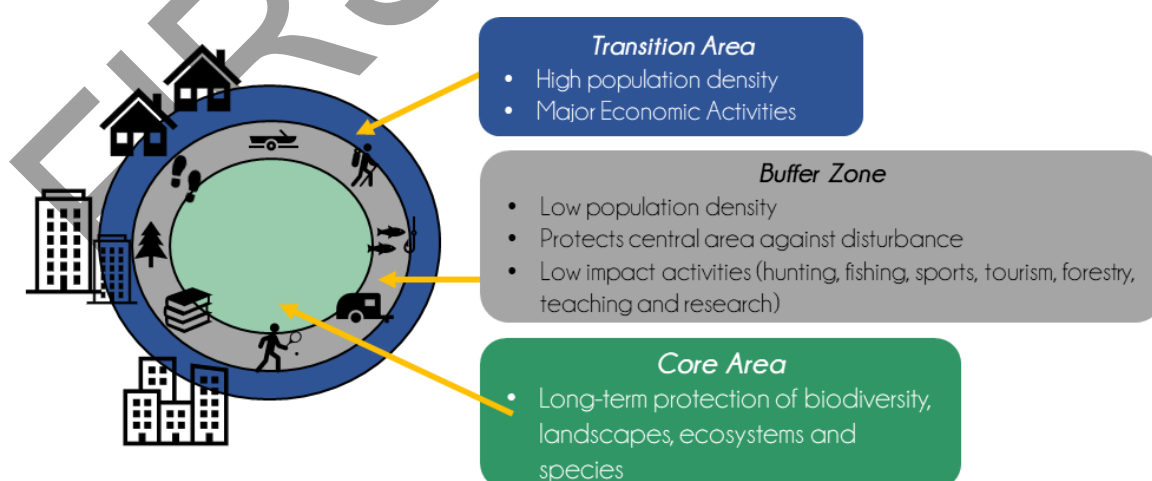 FIRS
Transition Area
• High population density
• Major Economic Activities
Buffer Zone
• Low population density
• Protects central area against disturbance
• Low impact activities (hunting, fishing, sports, tourism, forestry,
teaching and research)
Core Area
• Long-term protection of biodiversity,
landscapes, ecosystems and
species